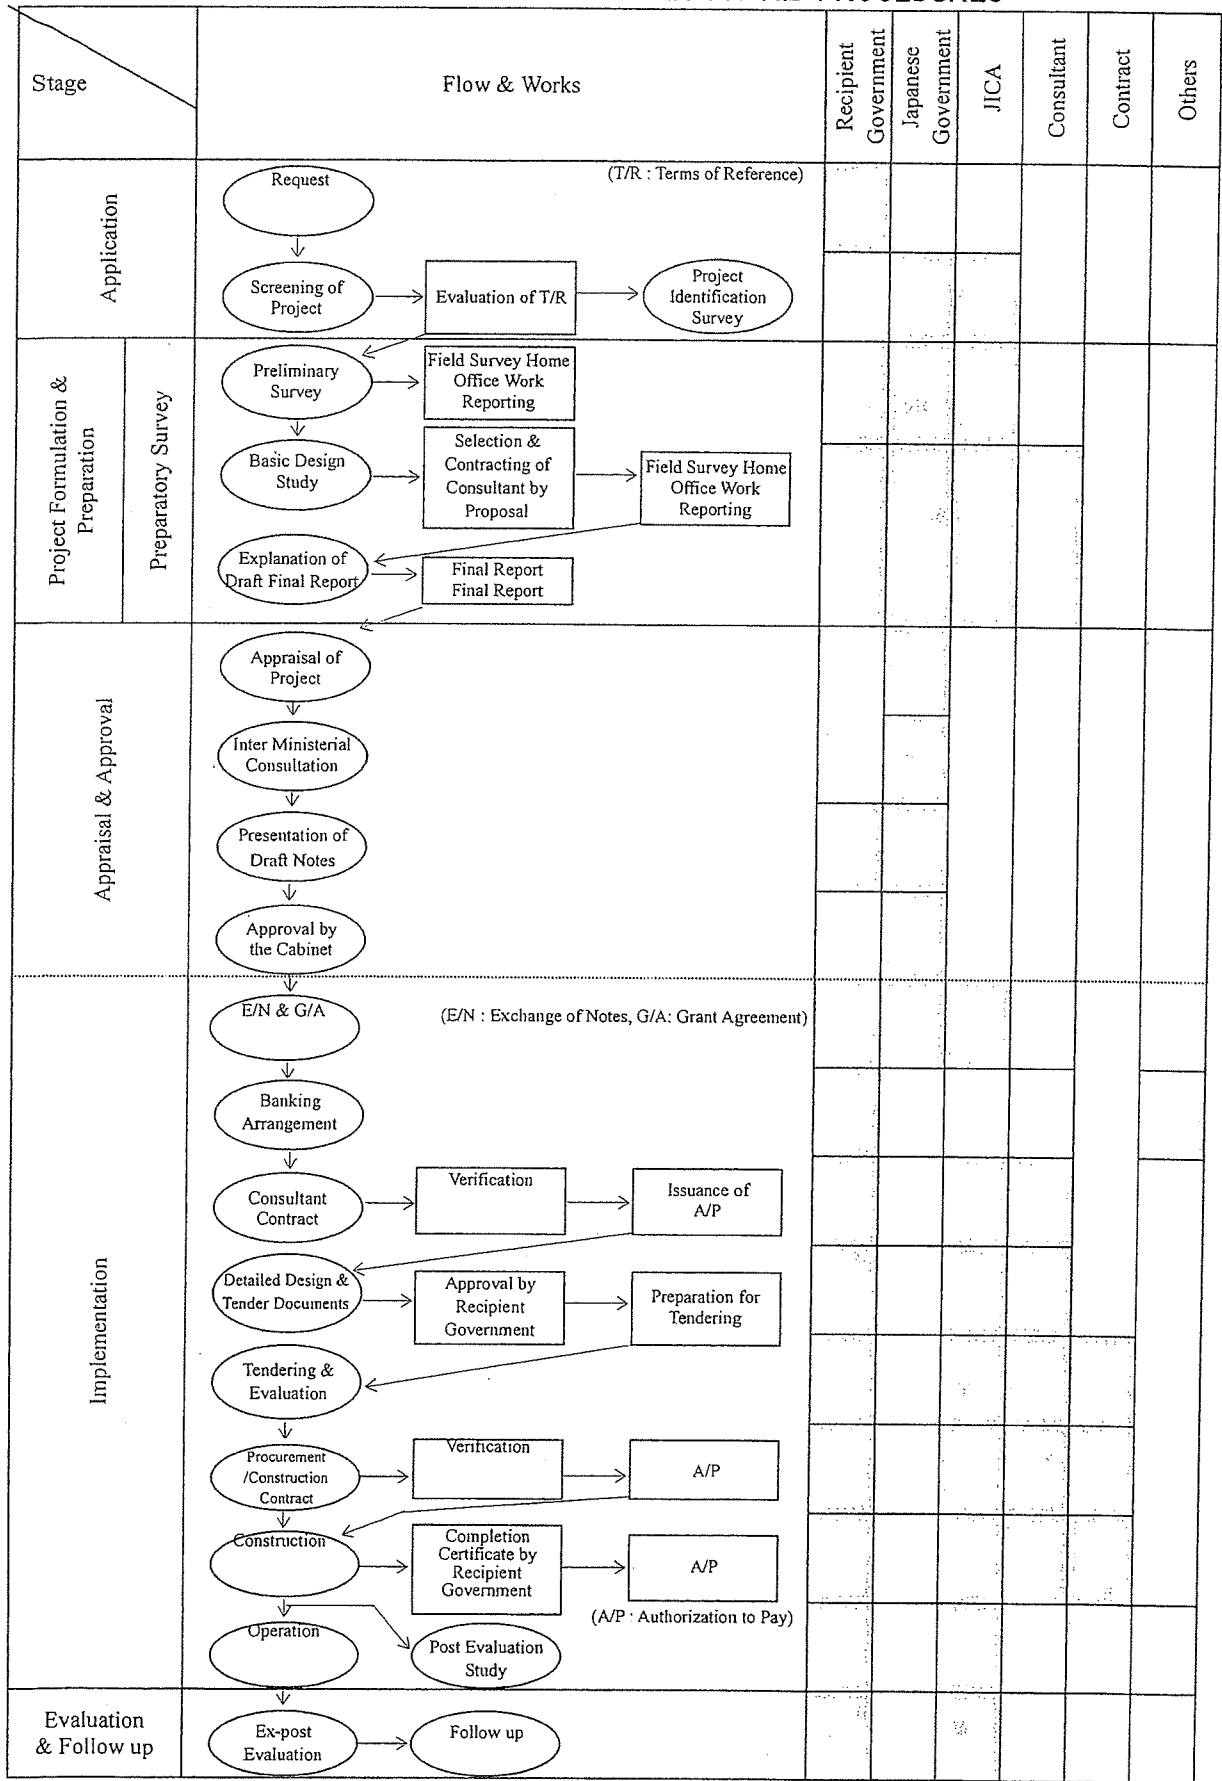 PROCEDURES
Stage
Flow & Works
Recipient
Government
Japanese
Government
JICA
Consultant
Contract
Others
Application
Request
(T/R : Terms of Reference)
Screening of
Project
Evaluation of T/R
Project
Identification
Survey
Project Formulation &
Preparation
Preparatory Survey
Preliminary
Survey
Field Survey Home
Office Work
Reporting
Basic Design
Study
Selection &
Contracting of
Consultant by
Proposal
Field Survey Home
Office Work
Reporting
Explanation of
Draft Final Report
Final Report
Final Report
Appraisal & Approval
Appraisal of
Project
Inter Ministerial
Consultation
Presentation of
Draft Notes
Approval by
the Cabinet
Implementation
E/N & G/A
(E/N : Exchange of Notes, G/A: Grant Agreement)
Banking
Arrangement
Consultant
Contract
Verification
Issuance of
A/P
Detailed Design &
Tender Documents
Approval by
Recipient
Government
Preparation for
Tendering
Tendering &
Evaluation
Procurement
/Construction
Contract
Verification
A/P
Construction
Completion
Certificate by
Recipient
Government
A/P
(A/P : Authorization to Pay)
Operation
Post Evaluation
Study
Evaluation
& Follow up
Ex-post
Evaluation
Follow up